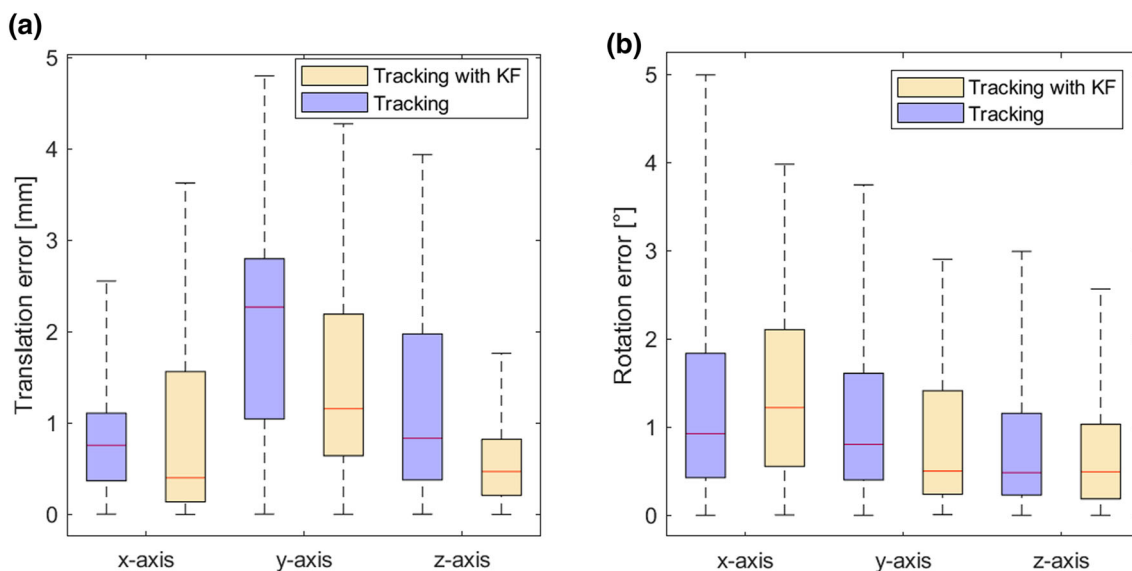 (a)
Translation error [mm]
5
4
3
2
1
0
Tracking with KF
Tracking
x-axis y-axis z-axis
(b)
Rotation error [°]
5
4
3
2
1
0
Tracking with KF
Tracking
x-axis y-axis z-axis